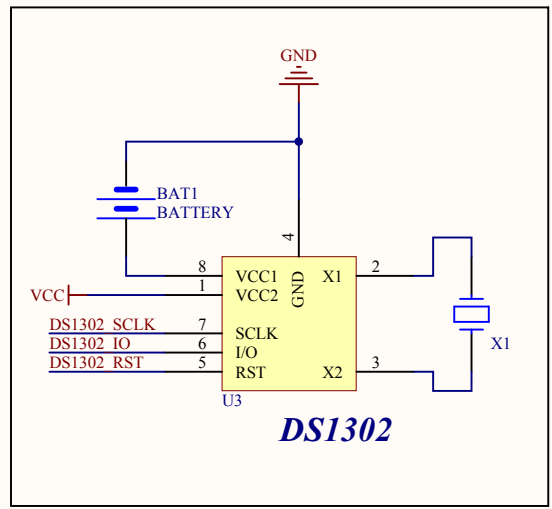 GND
BAT1
BATTERY
4
8
VCC1
GND
X1
2
VCC
1
VCC2
DS1302_SCLK
7
SCLK
DS1302_IO
6
I/O
X1
DS1302_RST
5
RST
X2
3
U3
DS1302